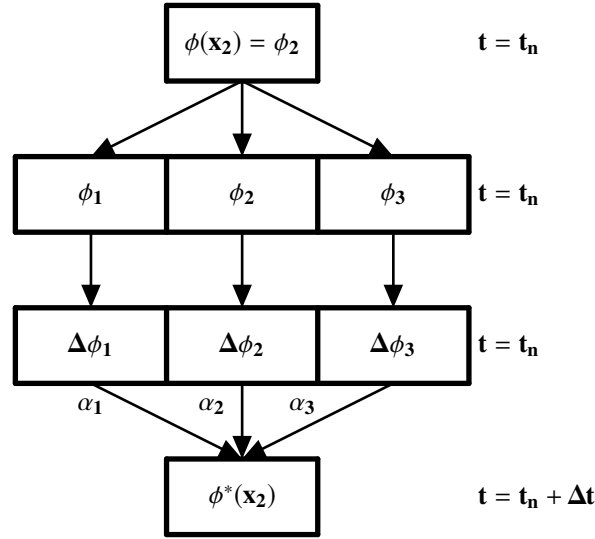 ϕ(x₂) = ϕ₂ t = tₙ
ϕ₁ ϕ₂ ϕ₃ t = tₙ
Δϕ₁ Δϕ₂ Δϕ₃ t = tₙ
α₁ α₂ α₃
ϕ*(x₂) t = tₙ + Δt